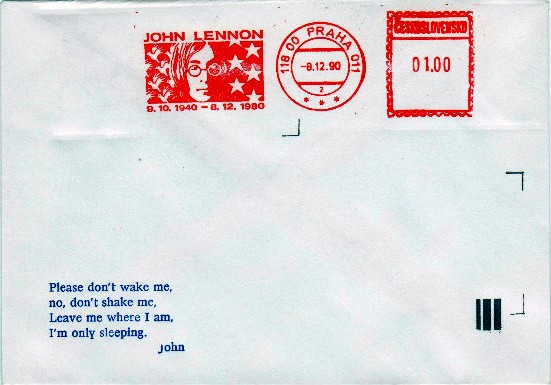 JOHN LENNON
9.10.1940 – 8.12.1980
118 00 PRAHA 011
-8.12.90
2
ČESKOSLOVENSKO
01.00
Please don't wake me,
no, don't shake me,
Leave me where I am,
I'm only sleeping.
john